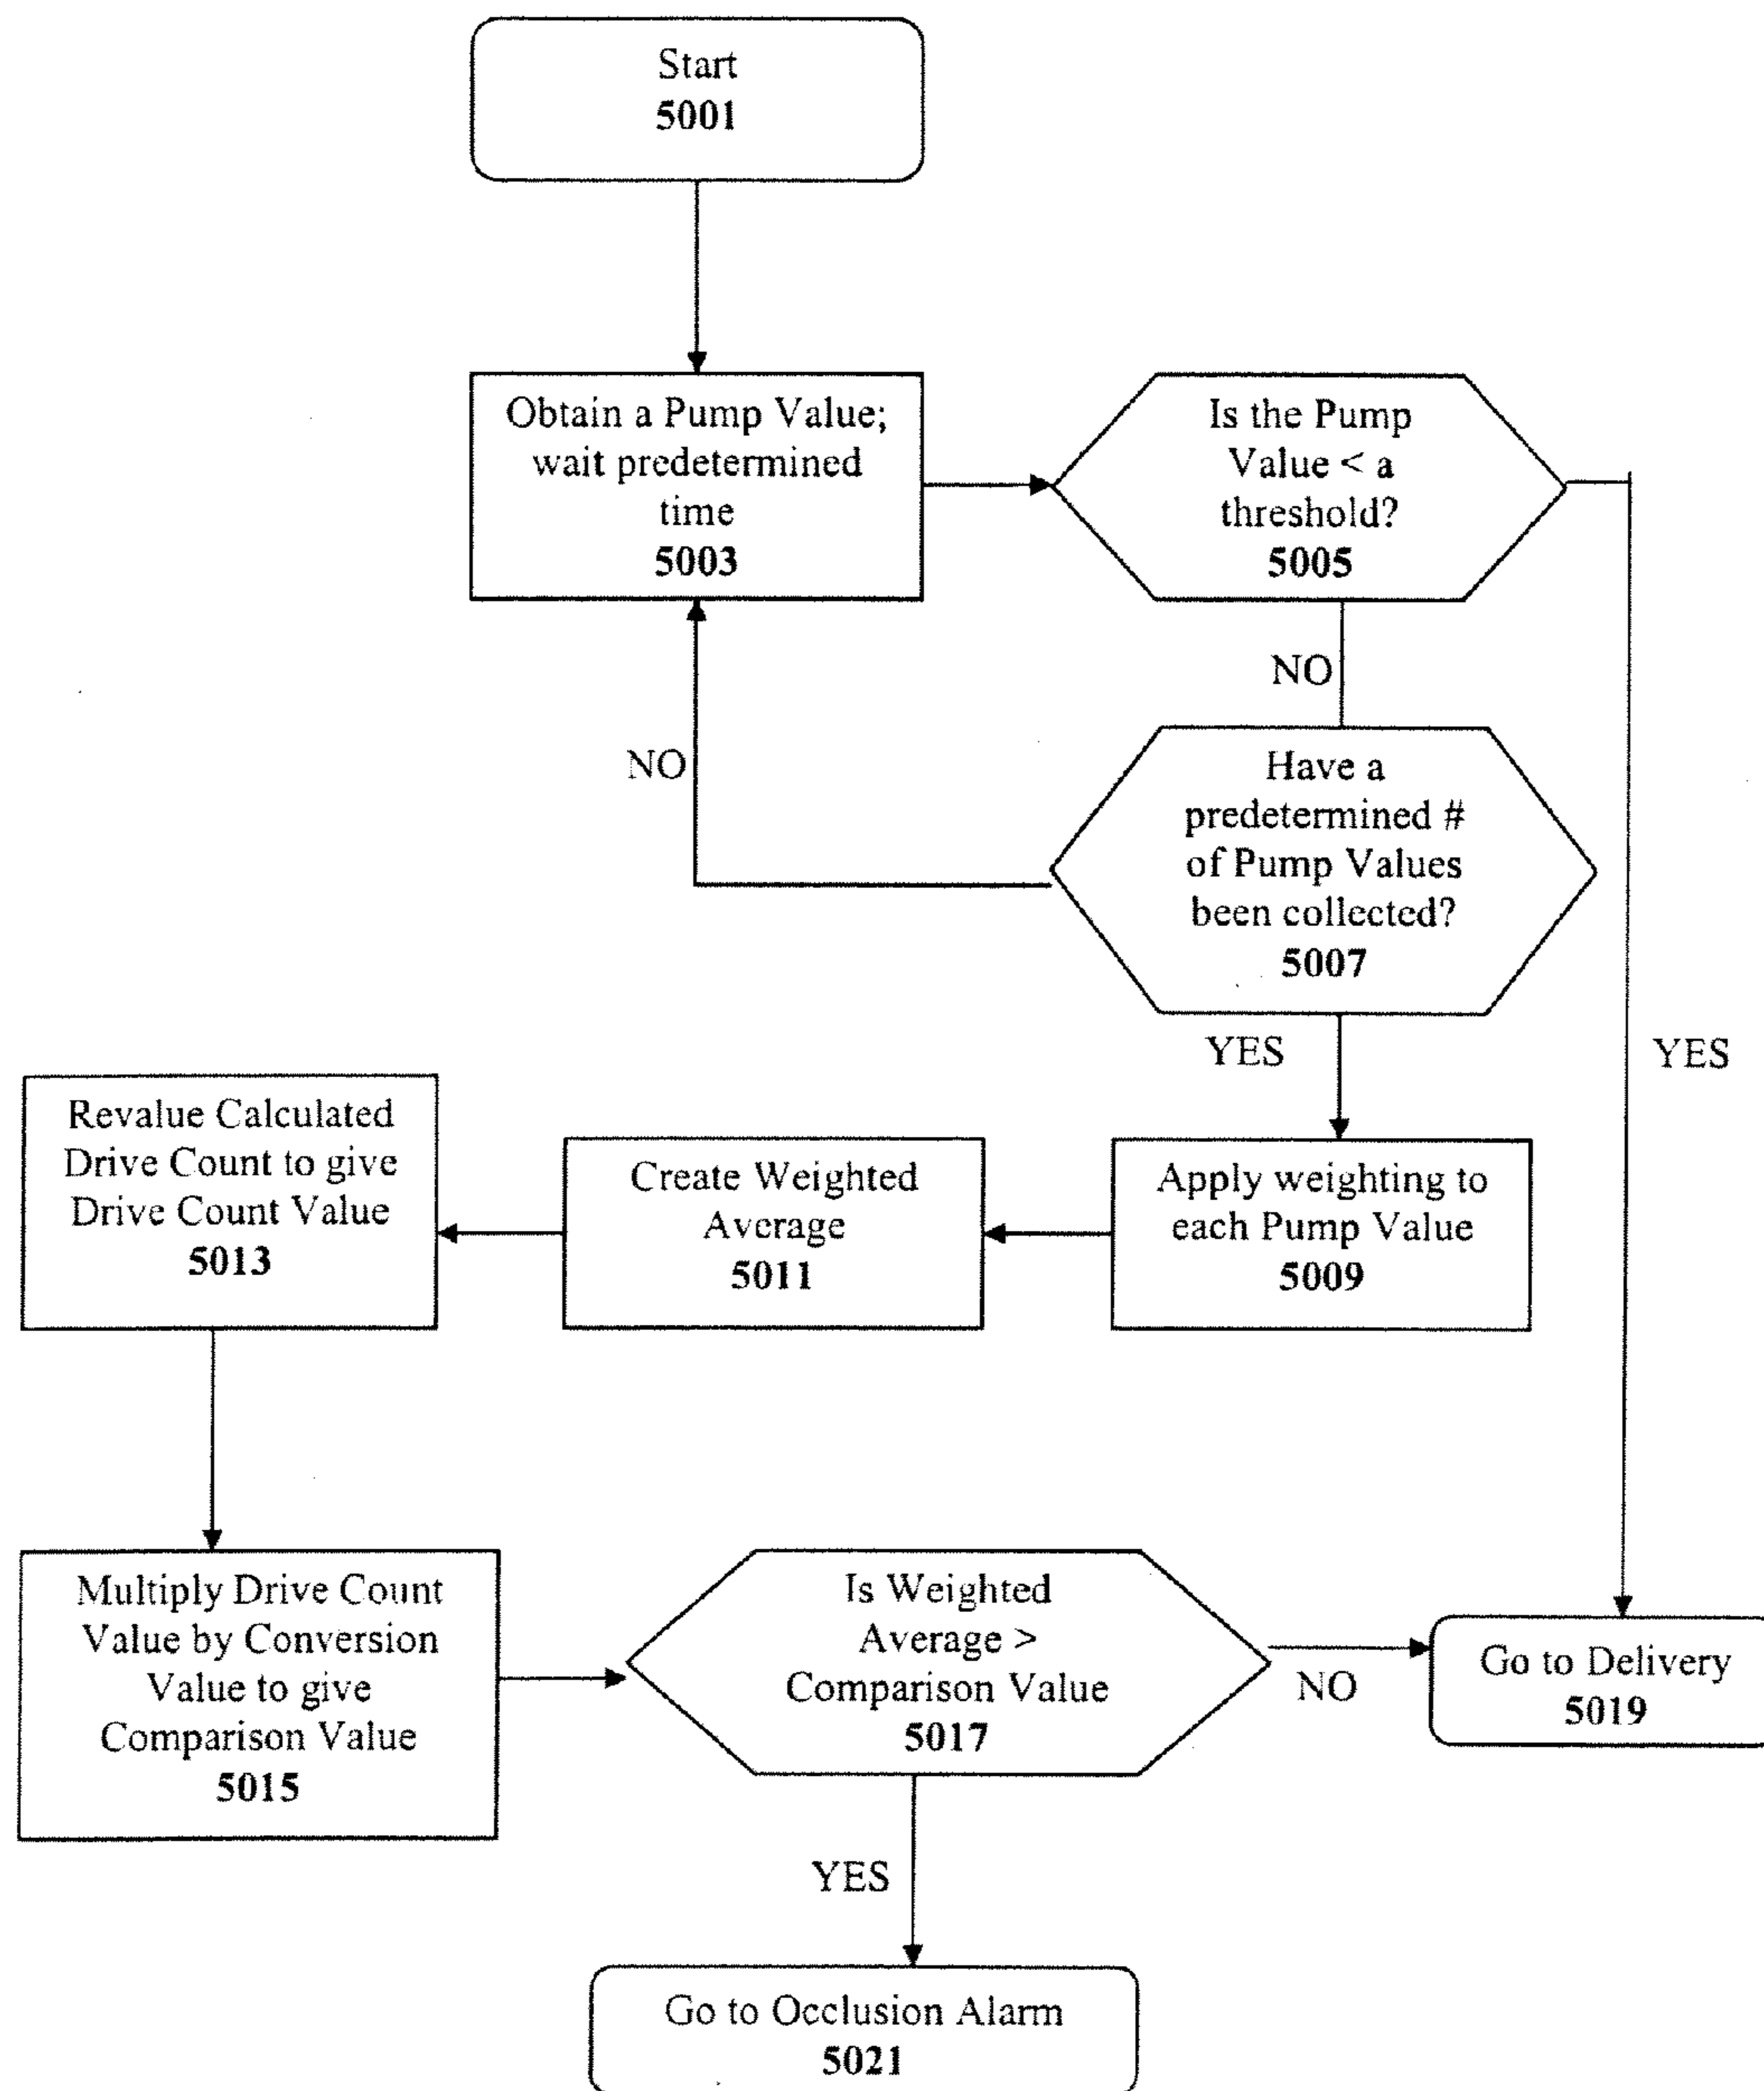 Start
5001
Obtain a Pump Value;
wait predetermined
time
5003
Is the Pump
Value < a
threshold?
5005
NO
NO
Have a
predetermined #
of Pump Values
been collected?
5007
YES
YES
Revalue Calculated
Drive Count to give
Drive Count Value
5013
Create Weighted
Average
5011
Apply weighting to
each Pump Value
5009
Multiply Drive Count
Value by Conversion
Value to give
Comparison Value
5015
Is Weighted
Average >
Comparison Value
5017
NO
Go to Delivery
5019
YES
Go to Occlusion Alarm
5021